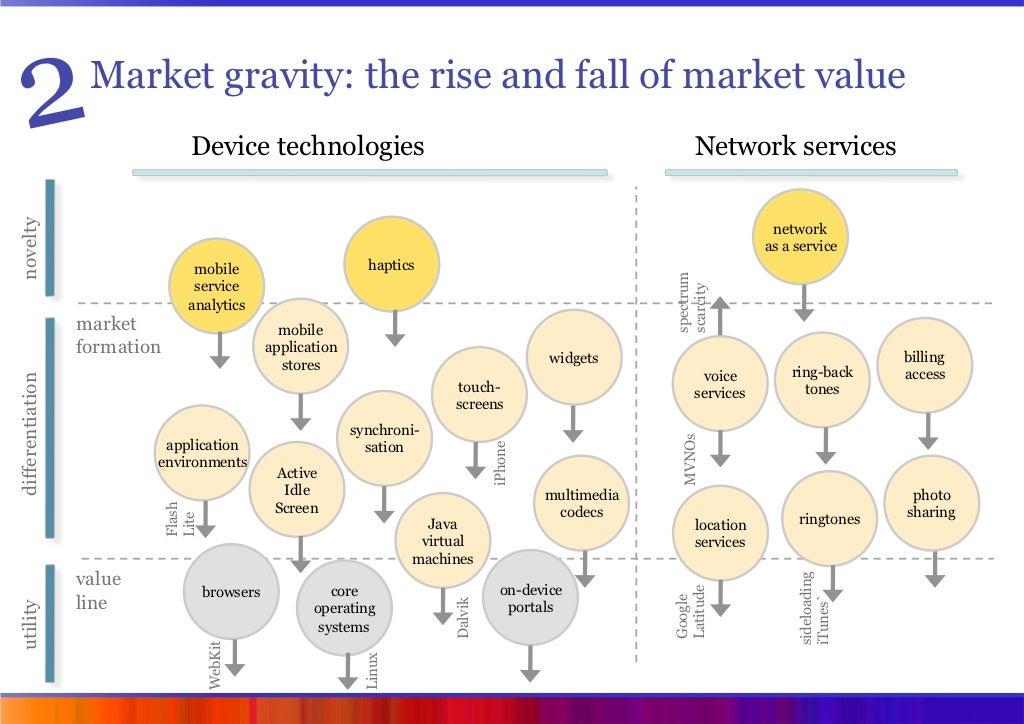 2
Market gravity: the rise and fall of market value
Device technologies
Network services
novelty
differentiation
utility
market
formation
value
line
mobile
service
analytics
haptics
mobile
application
stores
touch-
screens
iPhone
widgets
application
environments
Flash
Lite
Active
Idle
Screen
synchroni-
sation
Java
virtual
machines
Dalvik
multimedia
codecs
browsers
WebKit
core
operating
systems
Linux
on-device
portals
network
as a service
spectrum
scarcity
voice
services
MVNOs
ring-back
tones
billing
access
location
services
Google
Latitude
ringtones
sideloading
iTunes`
photo
sharing